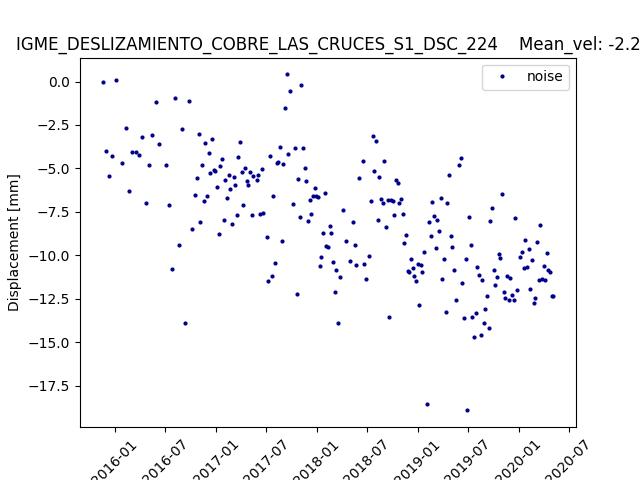 IGME_DESLIZAMIENTO_COBRE_LAS_CRUCES_S1_DSC_224 Mean_vel: -2.2
noise
0.0
−2.5
−5.0
−7.5
−10.0
−12.5
−15.0
−17.5
Displacement [mm]
2016-01 2016-07 2017-01 2017-07 2018-01 2018-07 2019-01 2019-07 2020-01 2020-07